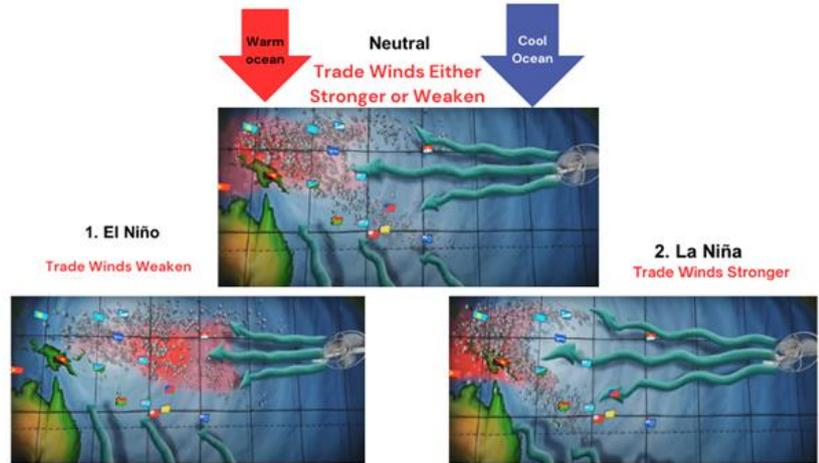 Warm
ocean
Neutral
Trade Winds Either
Stronger or Weaken
Cool
Ocean
1. El Niño
Trade Winds Weaken
2. La Niña
Trade Winds Stronger